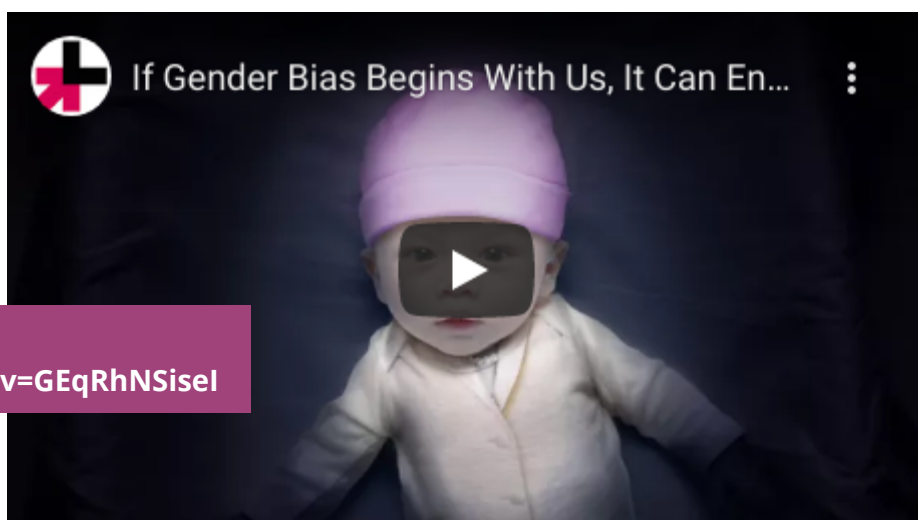 If Gender Bias Begins With Us, It Can En...
v=GEqRhNSiseI